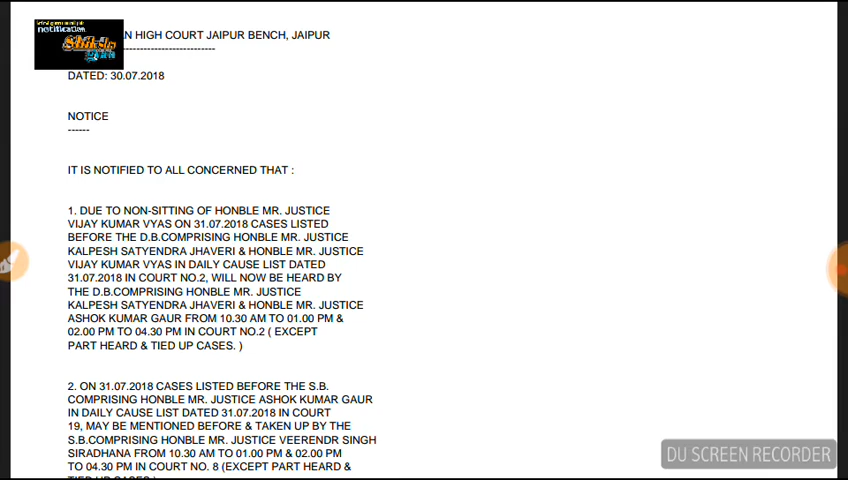 notification
AN HIGH COURT JAIPUR BENCH, JAIPUR
--------------------------
DATED: 30.07.2018
NOTICE
------
IT IS NOTIFIED TO ALL CONCERNED THAT :
1. DUE TO NON-SITTING OF HONBLE MR. JUSTICE
VIJAY KUMAR VYAS ON 31.07.2018 CASES LISTED
BEFORE THE D.B.COMPRISING HONBLE MR. JUSTICE
KALPESH SATYENDRA JHAVERI & HONBLE MR. JUSTICE
VIJAY KUMAR VYAS IN DAILY CAUSE LIST DATED
31.07.2018 IN COURT NO.2, WILL NOW BE HEARD BY
THE D.B.COMPRISING HONBLE MR. JUSTICE
KALPESH SATYENDRA JHAVERI & HONBLE MR. JUSTICE
ASHOK KUMAR GAUR FROM 10.30 AM TO 01.00 PM &
02.00 PM TO 04.30 PM IN COURT NO.2 ( EXCEPT
PART HEARD & TIED UP CASES. )
2. ON 31.07.2018 CASES LISTED BEFORE THE S.B.
COMPRISING HONBLE MR. JUSTICE ASHOK KUMAR GAUR
IN DAILY CAUSE LIST DATED 31.07.2018 IN COURT
19, MAY BE MENTIONED BEFORE & TAKEN UP BY THE
S.B.COMPRISING HONBLE MR. JUSTICE VEERENDR SINGH
SIRADHANA FROM 10.30 AM TO 01.00 PM & 02.00 PM
TO 04.30 PM IN COURT NO. 8 (EXCEPT PART HEARD &
TIED UP CASES.)
DU SCREEN RECORDER